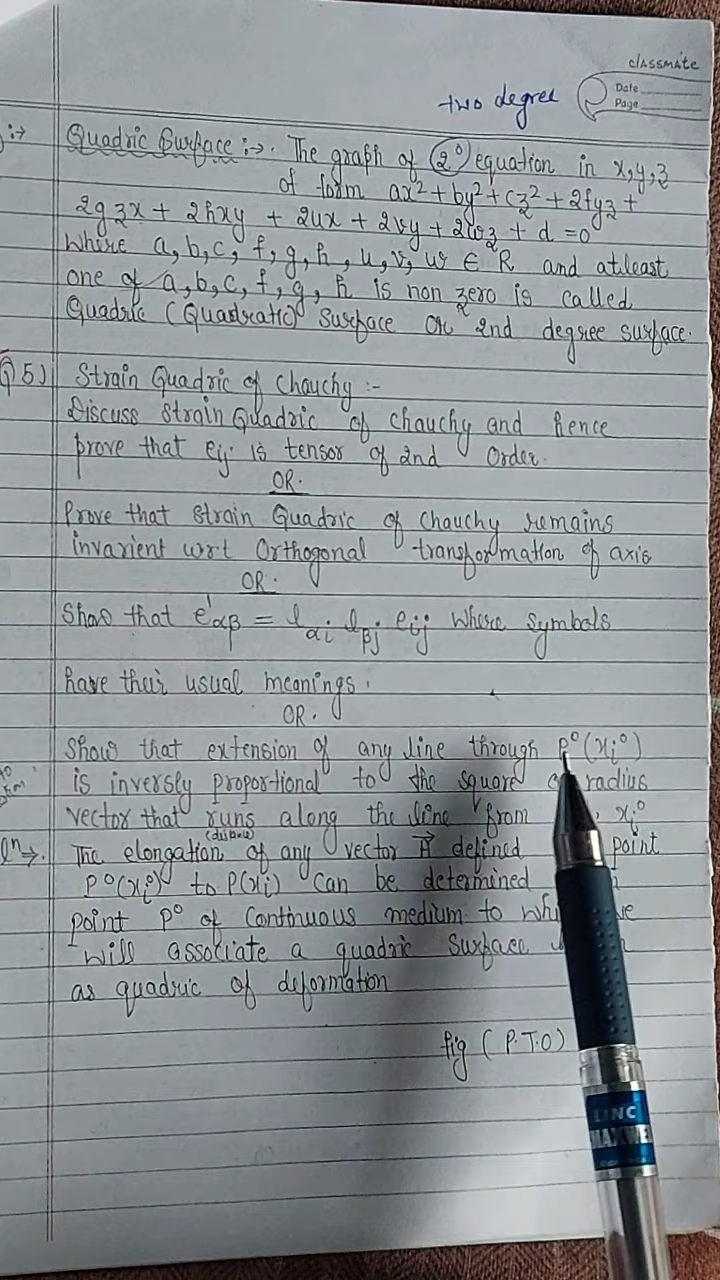 classmate
Date
Page
two degree
:→ Quadric Surface :→. The graph of 2° equation in x,y,z
of form ax² + by² + cz² + 2fyz +
2gzx + 2hxy + 2ux + 2vy + 2wz + d = 0
where a, b, c, f, g, h, u, v, w ∈ R and atleast
one of a, b, c, f, g, h is non zero is called
Quadric (Quadratic) Surface or 2nd degree surface.
Q5) Strain Quadric of Chauchy :-
Discuss strain Quadric of Chauchy and hence
prove that eij is tensor of 2nd Order.
OR.
Prove that strain Quadric of Chauchy remains
invarient wrt Orthogonal transformation of axis
OR.
Show that e'αβ = lαi lβj eij where symbols
have their usual meanings.
OR.
Show that extension of any line through P°(xi°)
is inversly proportional to the square radius
vector that runs along the line from xi°
(distance)
lⁿ→. The elongation of any vector A⃗ defined point
P°(xi°) to P(xi) can be determined
point P° of continuous medium to
will associate a quadric surface
as quadric of deformation
fig (P.T.O)
LINC